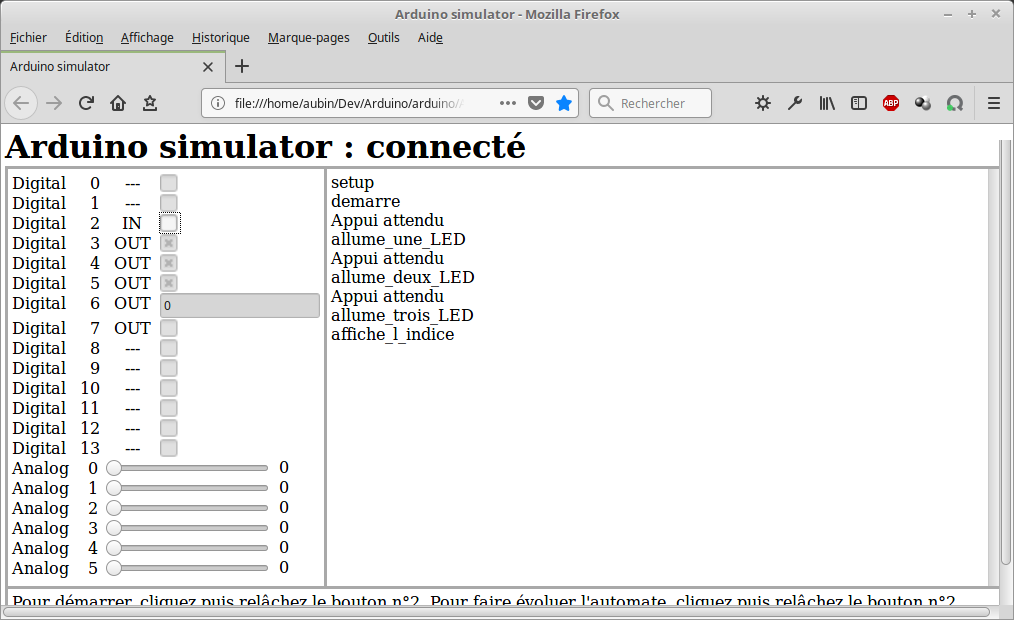 Arduino simulator - Mozilla Firefox
Fichier Édition Affichage Historique Marque-pages Outils Aide
Arduino simulator
file:///home/aubin/Dev/Arduino/arduino/ Rechercher ABP
Arduino simulator : connecté
Digital 0 ---
Digital 1 ---
Digital 2 IN
Digital 3 OUT
Digital 4 OUT
Digital 5 OUT
Digital 6 OUT 0
Digital 7 OUT
Digital 8 ---
Digital 9 ---
Digital 10 ---
Digital 11 ---
Digital 12 ---
Digital 13 ---
Analog 0 0
Analog 1 0
Analog 2 0
Analog 3 0
Analog 4 0
Analog 5 0
setup
demarre
Appui attendu
allume_une_LED
Appui attendu
allume_deux_LED
Appui attendu
allume_trois_LED
affiche_l_indice
Pour démarrer, cliquez puis relâchez le bouton n°2. Pour faire évoluer l'automate, cliquez puis relâchez le bouton n°2.